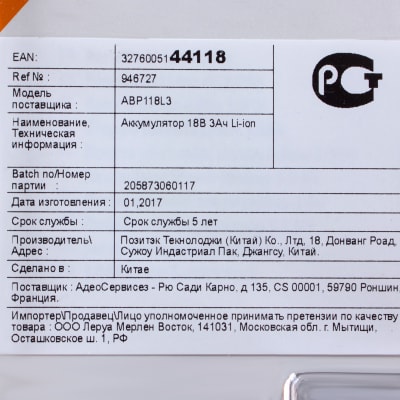 EAN: 3276005144118
Ref № : 946727
Модель поставщика : ABP118L3
Наименование, Аккумулятор 18В 3Ач Li-ion
Техническая
информация :
Batch no/Номер партии : 205873060117
Дата изготовления : 01,2017
Срок службы : Срок службы 5 лет
Производитель\ Позитэк Текнолоджи (Китай) Ко., Лтд, 18, Донванг Роад,
Адрес : Сужоу Индастриал Пак, Джангсу, Китай.
Сделано в : Китае
Поставщик : АдеоСервисез - Рю Сади Карно, д 135, CS 00001, 59790 Роншин,
Франция.
Импортер\Продавец\Лицо уполномоченное принимать претензии по качеству
товара : ООО Леруа Мерлен Восток, 141031, Московская обл. г. Мытищи,
Осташковское ш. 1, РФ
РСТ